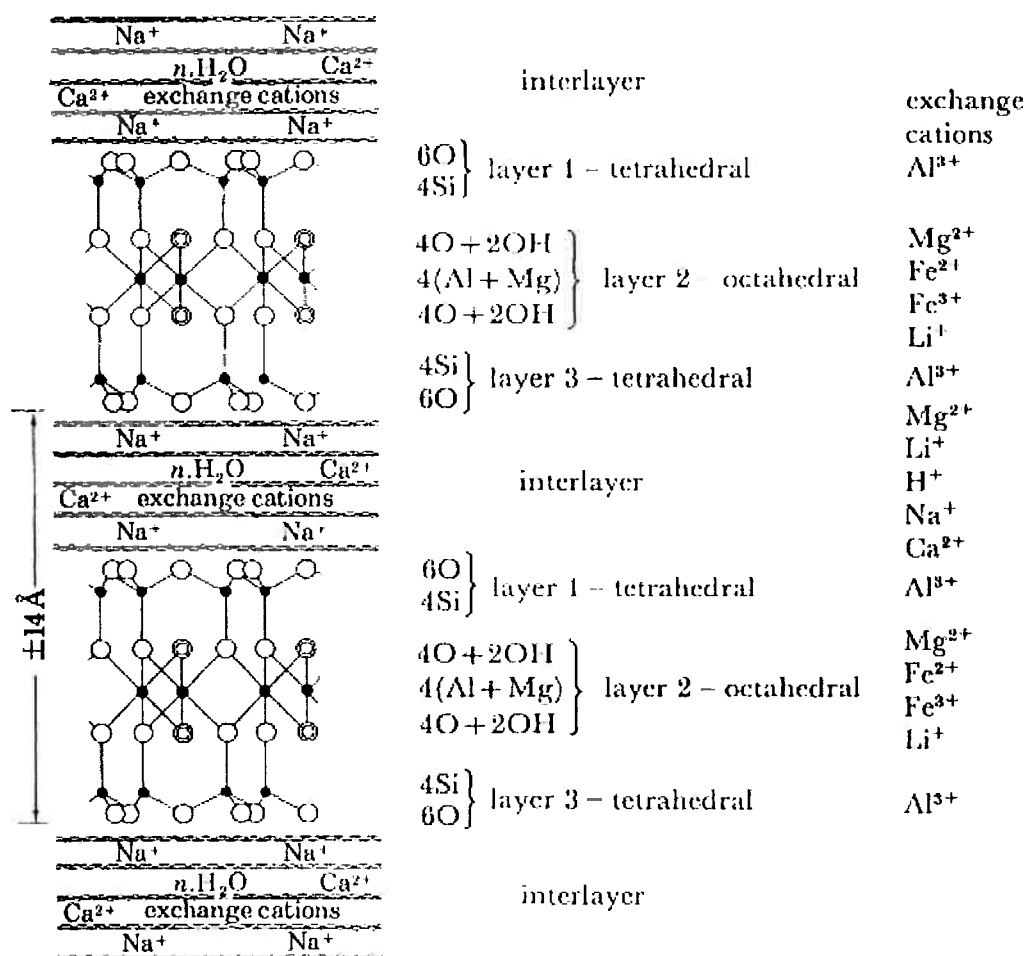 Na⁺ Na⁺
n.H₂O Ca²⁺
Ca²⁺ exchange cations
Na⁺ Na⁺
interlayer
exchange
cations
6O
4Si
layer 1 – tetrahedral
Al³⁺
4O + 2OH
4(Al + Mg)
4O + 2OH
layer 2 – octahedral
Mg²⁺
Fe²⁺
Fe³⁺
Li⁺
4Si
6O
layer 3 – tetrahedral
Al³⁺
±14 Å
Na⁺ Na⁺
n.H₂O Ca²⁺
Ca²⁺ exchange cations
Na⁺ Na⁺
interlayer
Mg²⁺
Li⁺
H⁺
Na⁺
Ca²⁺
6O
4Si
layer 1 – tetrahedral
Al³⁺
4O + 2OH
4(Al + Mg)
4O + 2OH
layer 2 – octahedral
Mg²⁺
Fe²⁺
Fe³⁺
Li⁺
4Si
6O
layer 3 – tetrahedral
Al³⁺
Na⁺ Na⁺
n.H₂O Ca²⁺
Ca²⁺ exchange cations
Na⁺ Na⁺
interlayer